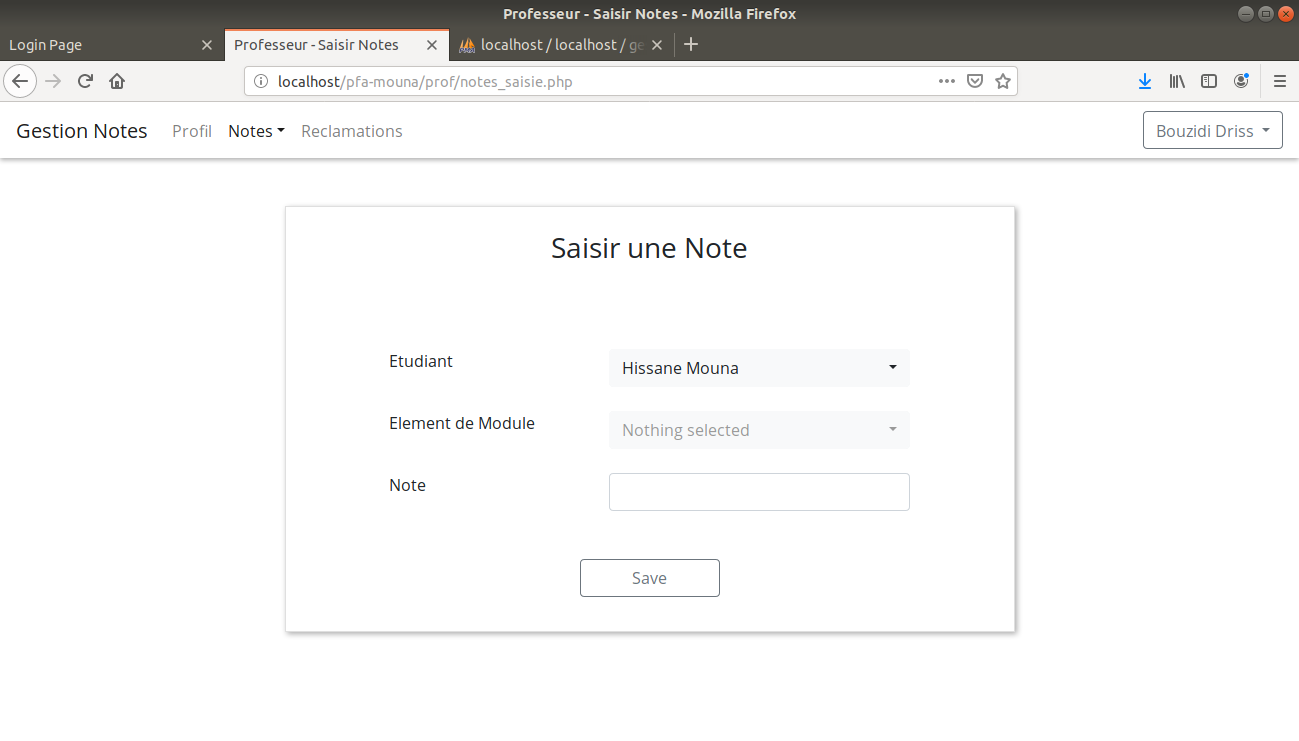 Professeur - Saisir Notes - Mozilla Firefox
Login Page
Professeur - Saisir Notes
localhost / localhost / ge
localhost/pfa-mouna/prof/notes_saisie.php
Gestion Notes Profil Notes Reclamations Bouzidi Driss
Saisir une Note
Etudiant Hissane Mouna
Element de Module Nothing selected
Note
Save